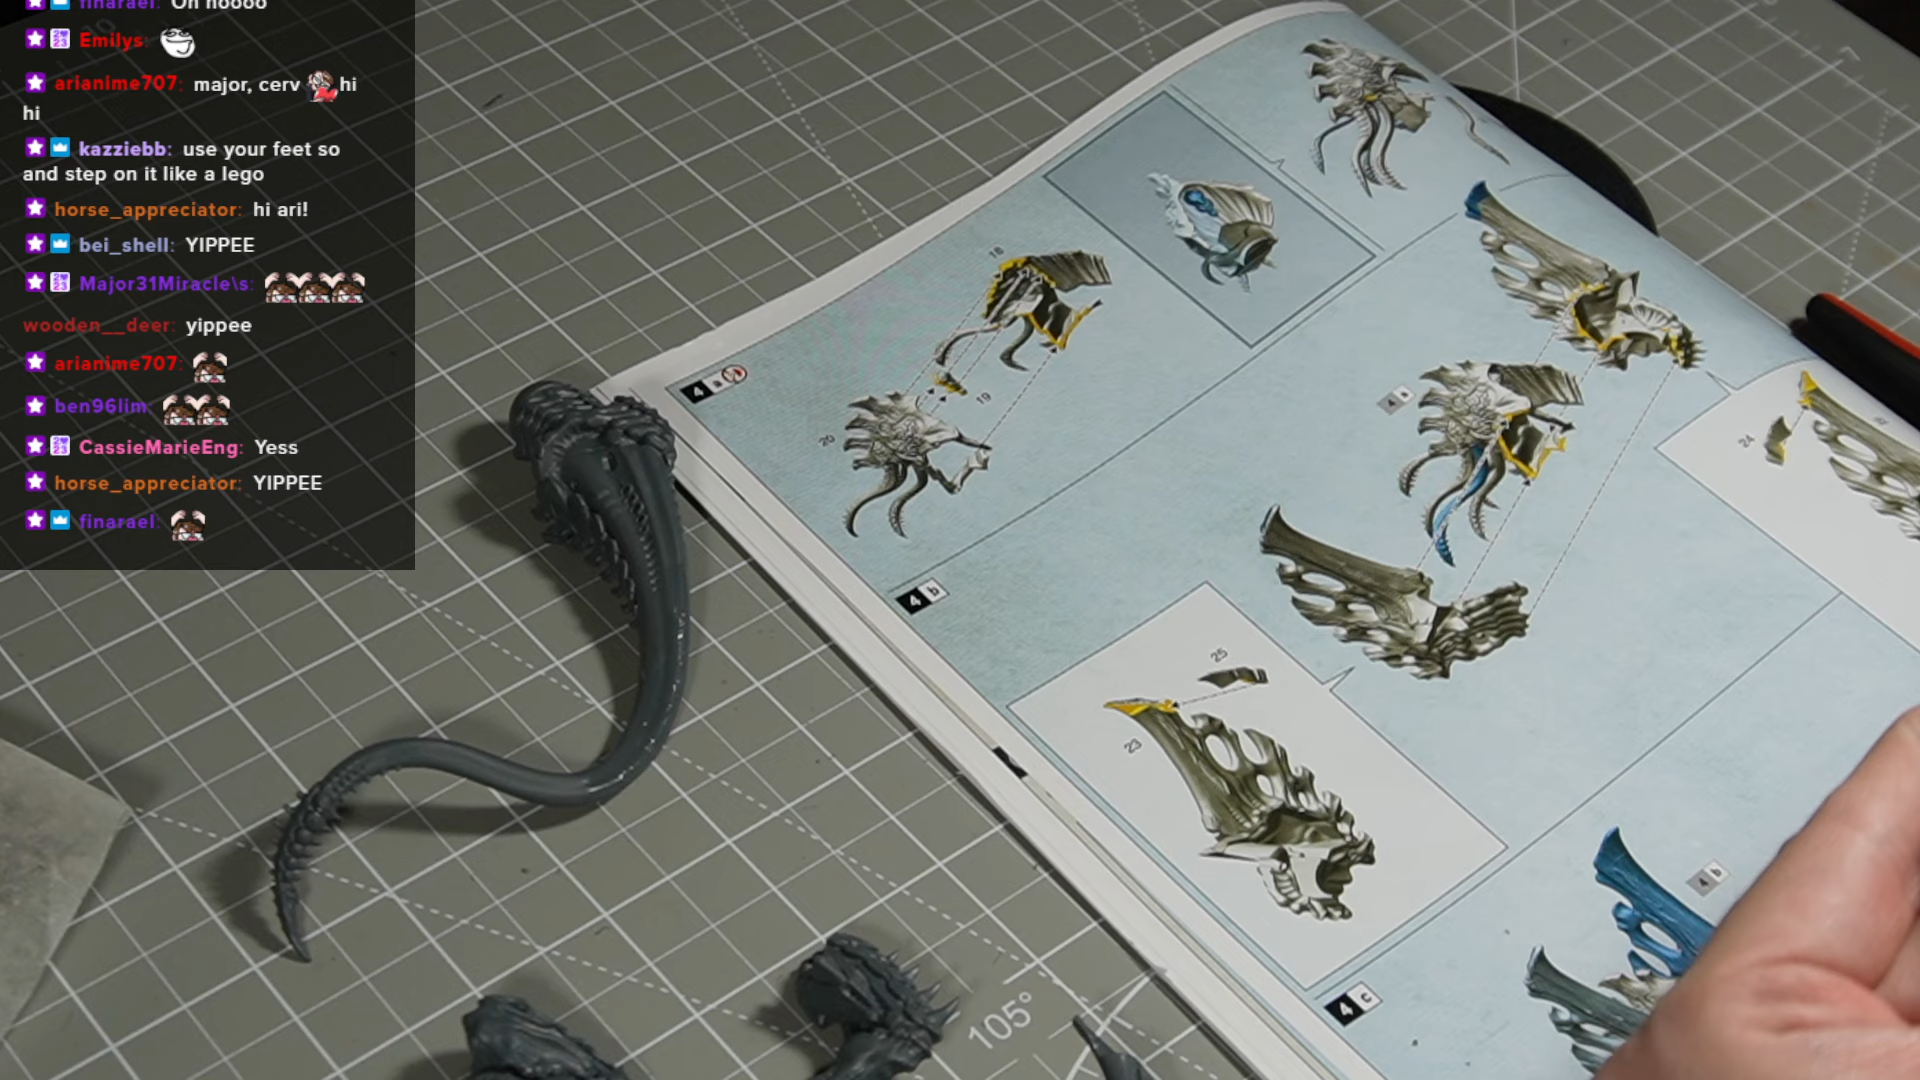 finarael: Oh noooo
Emilys:
arianime707: major, cerv hi
hi
kazziebb: use your feet so
and step on it like a lego
horse_appreciator: hi ari!
bei_shell: YIPPEE
Major31Miracle\s:
wooden__deer: yippee
arianime707:
ben96lim:
CassieMarieEng: Yess
horse_appreciator: YIPPEE
finarael:
4 a
18
19
20
4 b
4 b
24
25
23
4 b
4 c
105°